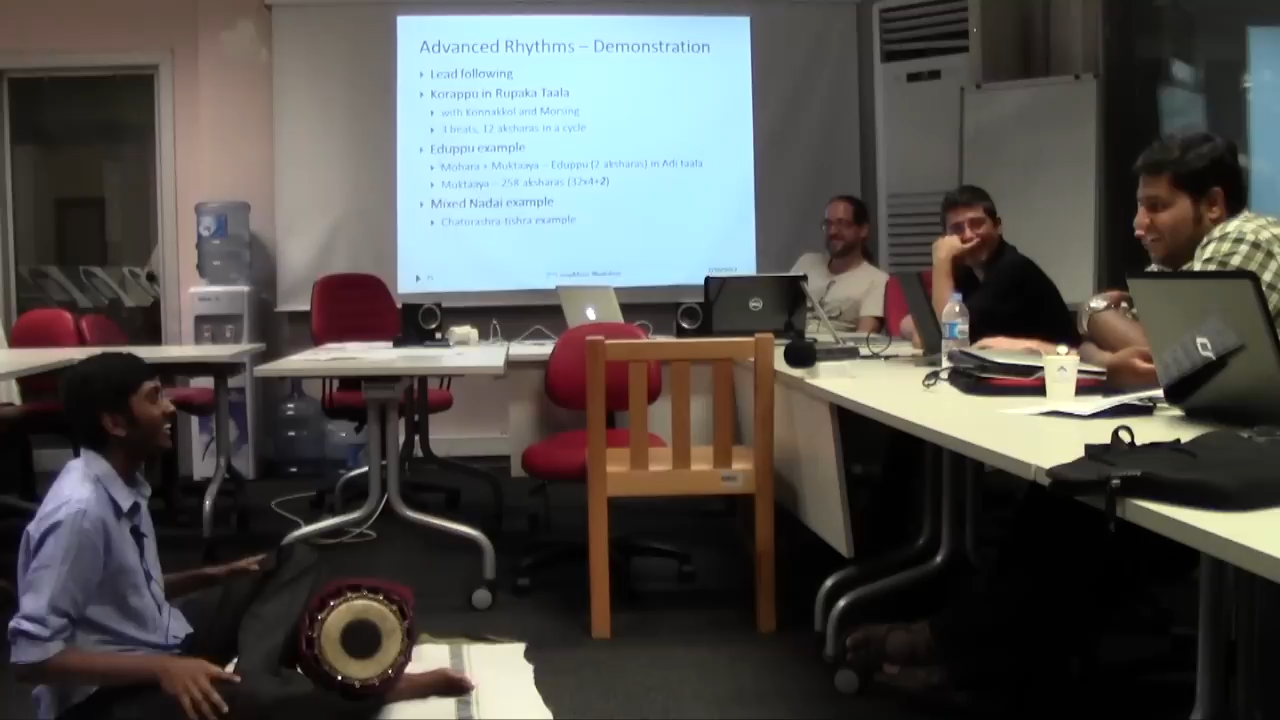 Advanced Rhythms – Demonstration
Lead following
Korappu in Rupaka Taala
with Konnakkol and Morsing
3 beats, 12 aksharas in a cycle
Eduppu example
Mohara + Muktaaya – Eduppu (2 aksharas) in Adi taala
Muktaaya – 258 aksharas (32x4+2)
Mixed Nadai example
Chaturashra-tishra example
DELL